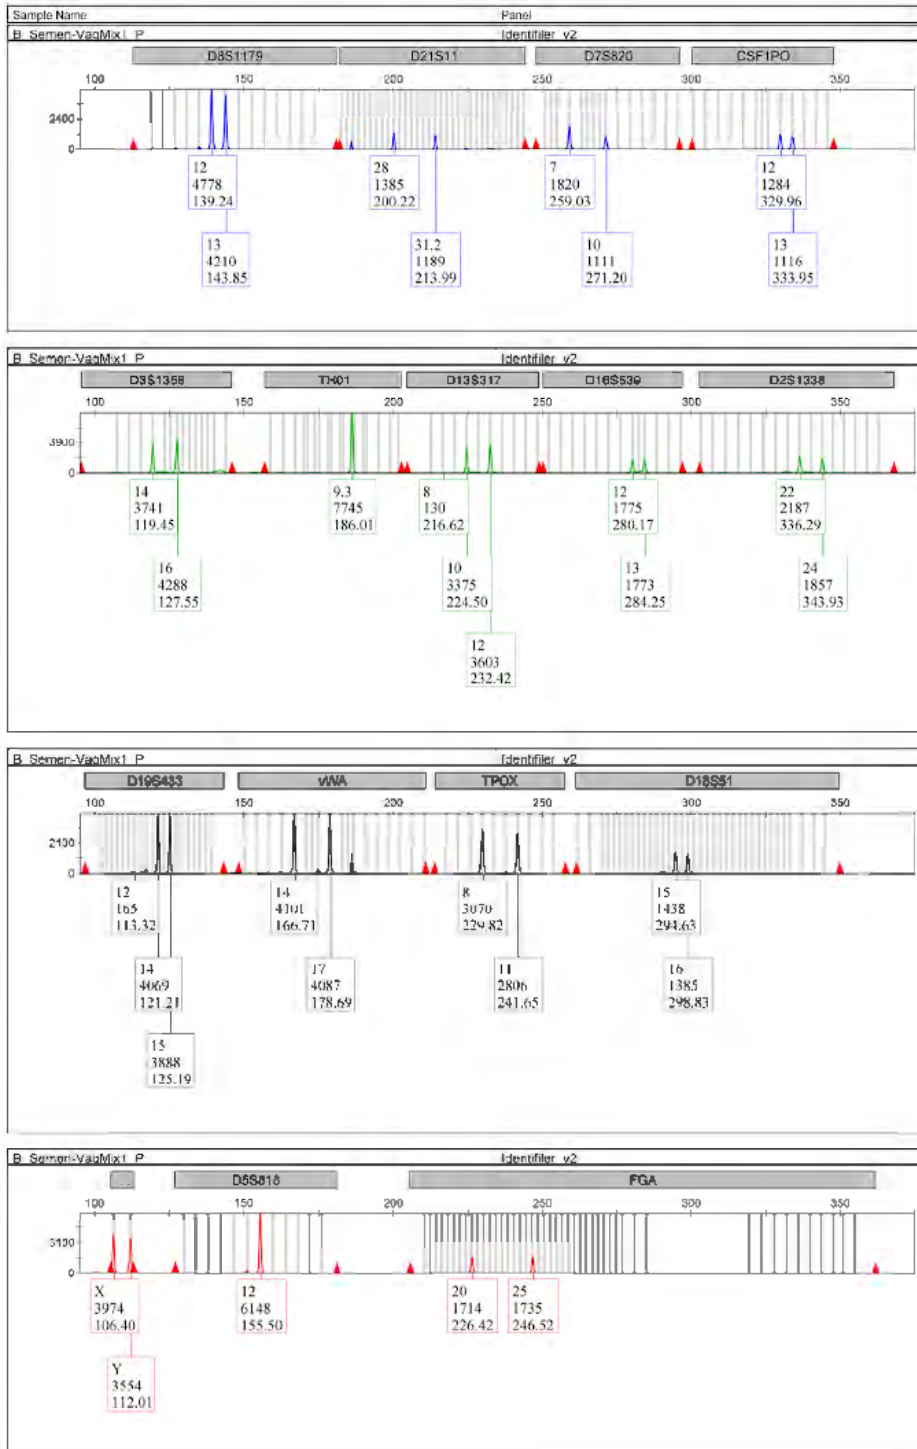 Sample Name Panel
B_Semen-VagMix1_P Identifiler_v2
D8S1179 D21S11 D7S820 CSF1PO
100 150 200 250 300 350
2400
0
12 28 7 12
4778 1385 1820 1284
139.24 200.22 259.03 329.96
13 31.2 10 13
4210 1189 1111 1116
143.85 213.99 271.20 333.95
B_Semen-VagMix1_P Identifiler_v2
D3S1358 TH01 D13S317 D16S539 D2S1338
100 150 200 250 300 350
3900
0
14 9.3 8 12 22
3741 7745 130 1775 2187
119.45 186.01 216.62 280.17 336.29
16 10 13 24
4288 3375 1773 1857
127.55 224.50 284.25 343.93
12
3603
232.42
B_Semen-VagMix1_P Identifiler_v2
D19S433 vWA TPOX D18S51
100 150 200 250 300 350
2100
0
12 14 8 15
165 4101 3070 1438
113.32 166.71 229.82 294.63
14 17 11 16
4069 4087 2806 1385
121.21 178.69 241.65 298.83
15
3888
125.19
B_Semen-VagMix1_P Identifiler_v2
D5S818 FGA
100 150 200 250 300 350
0
X 12 20 25
3974 6148 1714 1735
106.40 155.50 226.42 246.52
Y
3554
112.01